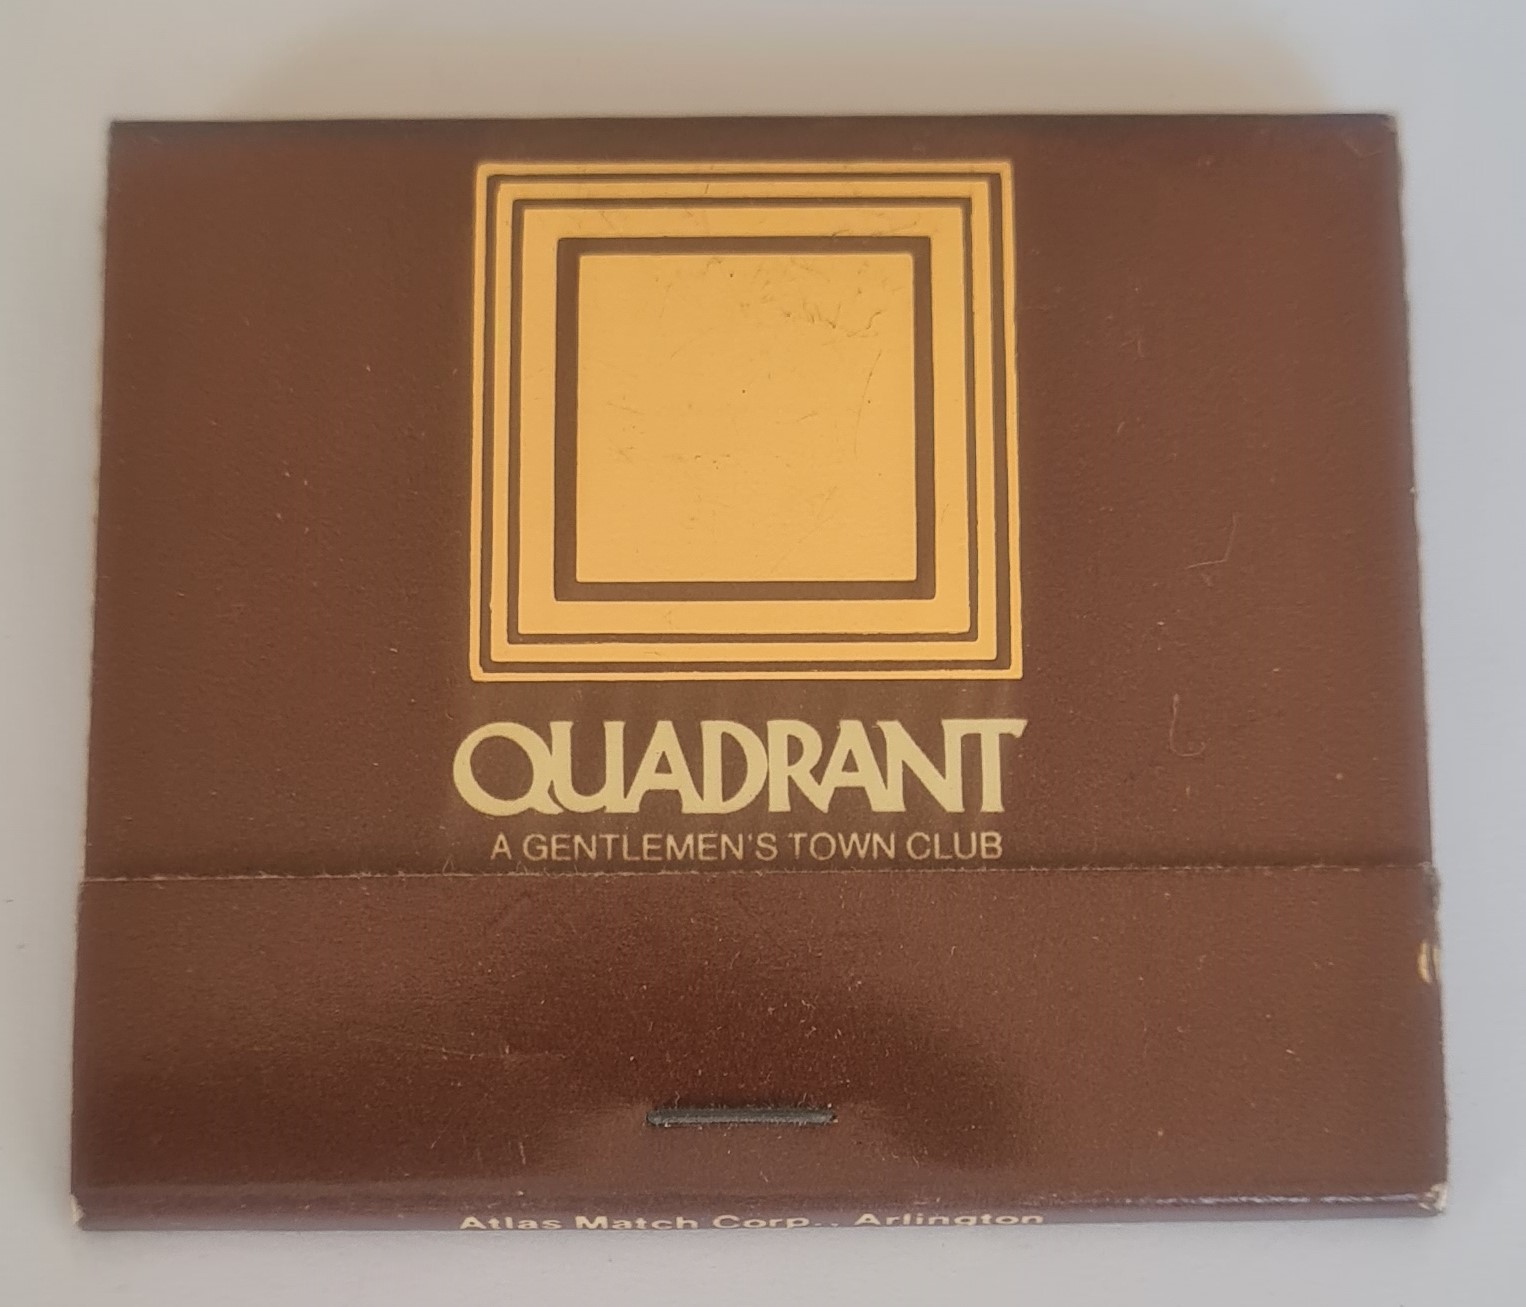 QUADRANT
A GENTLEMEN'S TOWN CLUB
Atlas Match Corp., Arlington